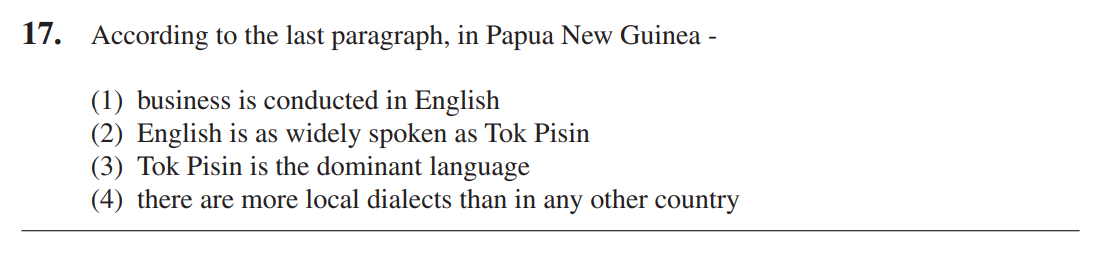 17. According to the last paragraph, in Papua New Guinea -
(1) business is conducted in English
(2) English is as widely spoken as Tok Pisin
(3) Tok Pisin is the dominant language
(4) there are more local dialects than in any other country